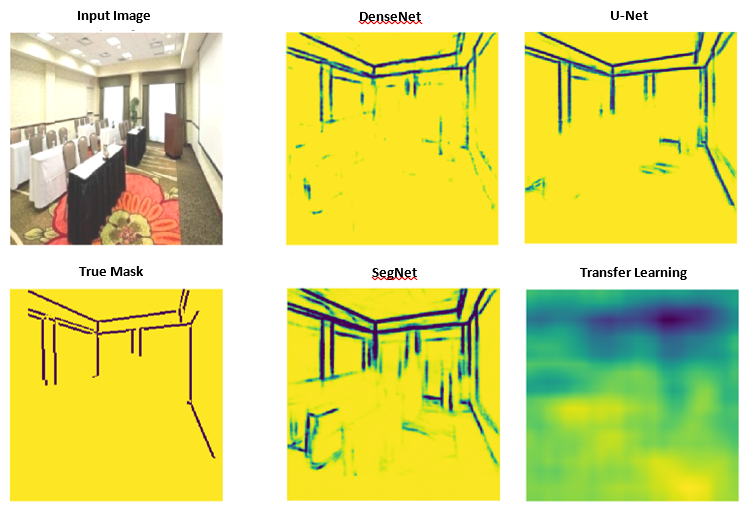 Input Image
DenseNet
U-Net
True Mask
SegNet
Transfer Learning